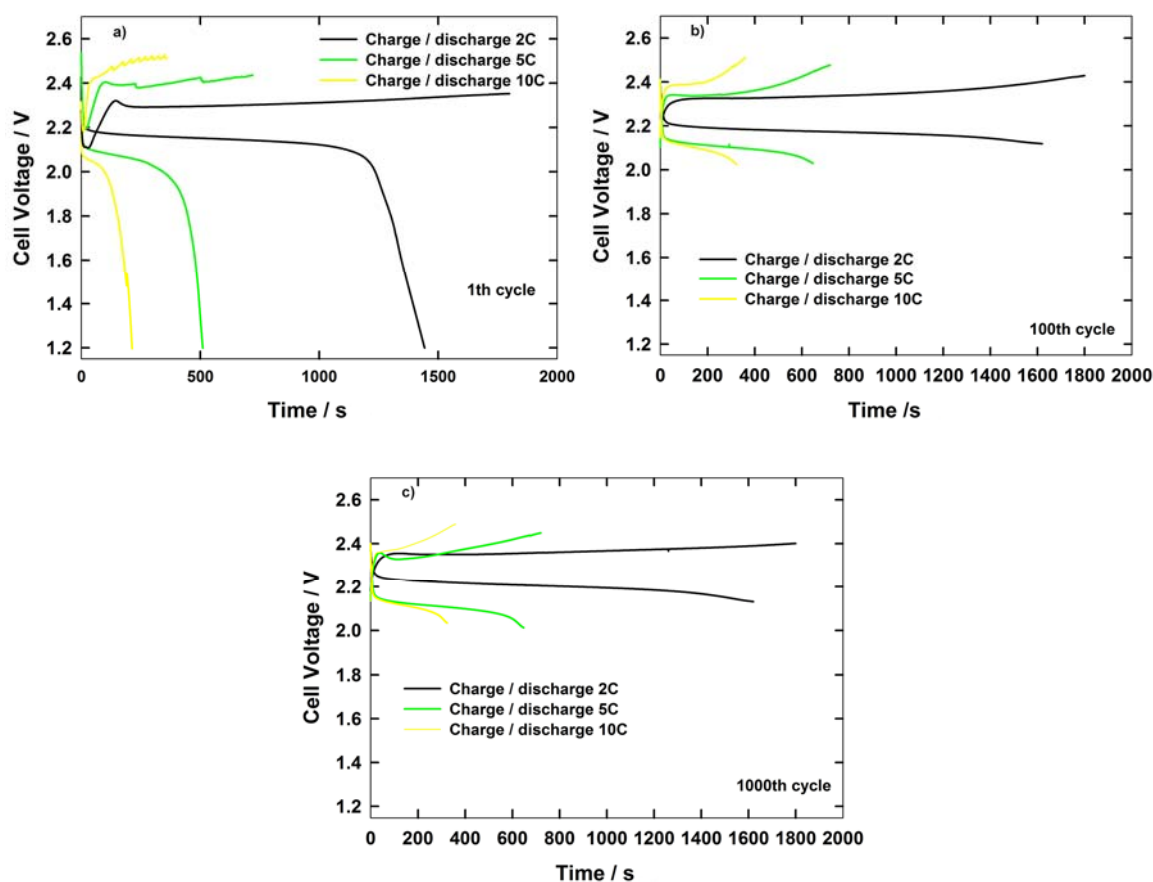 a)
Charge / discharge 2C
Charge / discharge 5C
Charge / discharge 10C
Cell Voltage / V
2.6
2.4
2.2
2.0
1.8
1.6
1.4
1.2
1th cycle
0 500 1000 1500 2000
Time / s
b)
Cell Voltage / V
2.6
2.4
2.2
2.0
1.8
1.6
1.4
1.2
Charge / discharge 2C
Charge / discharge 5C
Charge / discharge 10C
100th cycle
0 200 400 600 800 1000 1200 1400 1600 1800 2000
Time /s
c)
Cell Voltage / V
2.6
2.4
2.2
2.0
1.8
1.6
1.4
1.2
Charge / discharge 2C
Charge / discharge 5C
Charge / discharge 10C
1000th cycle
0 200 400 600 800 1000 1200 1400 1600 1800 2000
Time / s